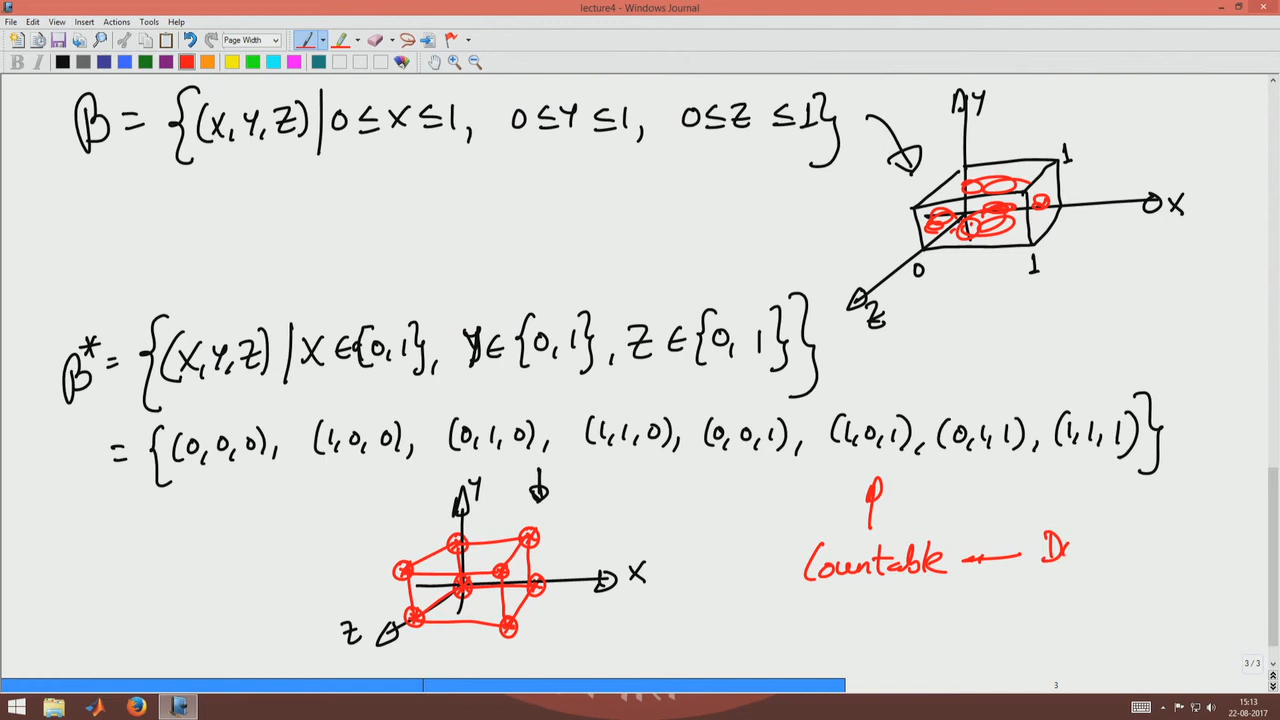 lecture4 - Windows Journal
File Edit View Insert Actions Tools Help
Page Width
B I
B = {(X, Y, Z) | 0 ≤ X ≤ 1, 0 ≤ Y ≤ 1, 0 ≤ Z ≤ 1}
Y
1
X
0 1
Z
B* = {(X, Y, Z) | X ∈ {0, 1}, Y ∈ {0, 1}, Z ∈ {0, 1}}
= {(0, 0, 0), (1, 0, 0), (0, 1, 0), (1, 1, 0), (0, 0, 1), (1, 0, 1), (0, 1, 1), (1, 1, 1)}
Y
X
Z
Countable ← D
3 / 3
3
15:13
22-08-2017